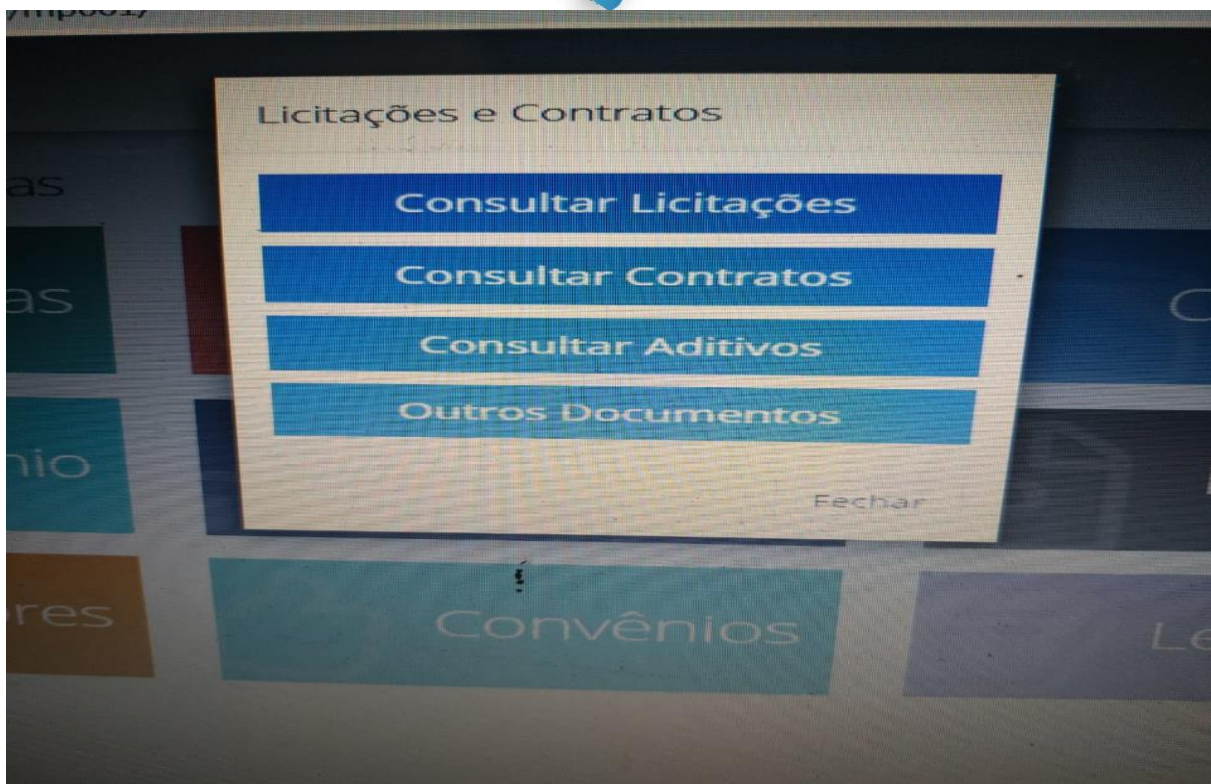 Licitações e Contratos
Consultar Licitações
Consultar Contratos
Consultar Aditivos
Outros Documentos
Fechar
Convênios